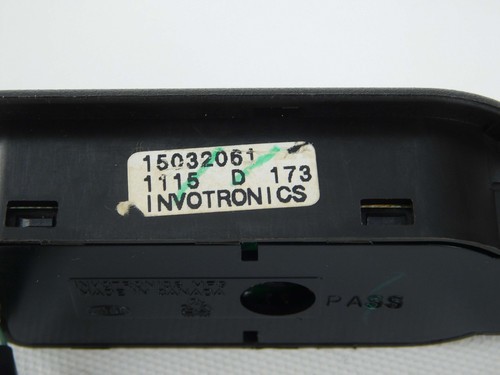 15032061
1115 D 173
INVOTRONICS
PASS